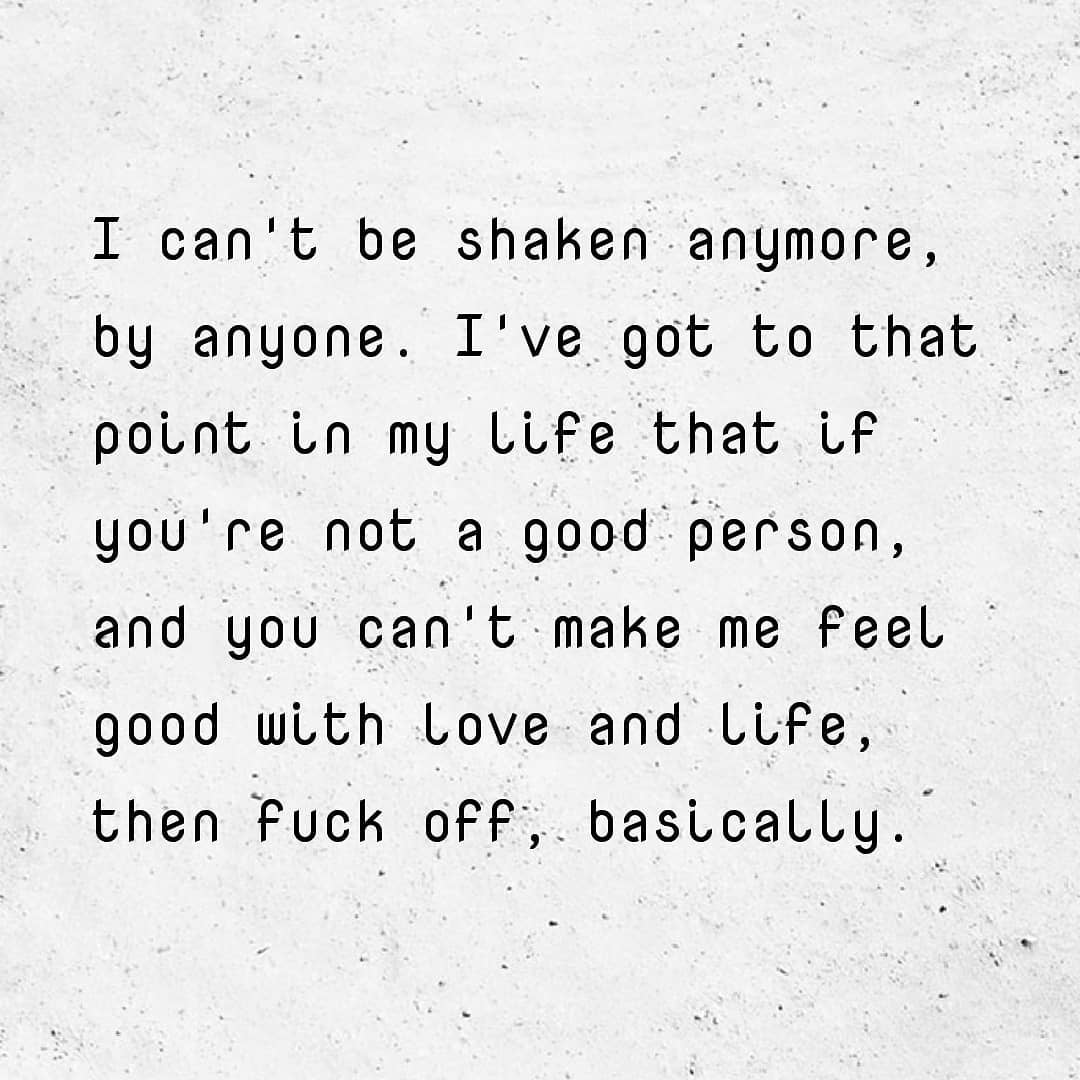 I can't be shaken anymore,
by anyone. I've got to that
point in my life that if
you're not a good person,
and you can't make me feel
good with love and life,
then fuck off, basically.